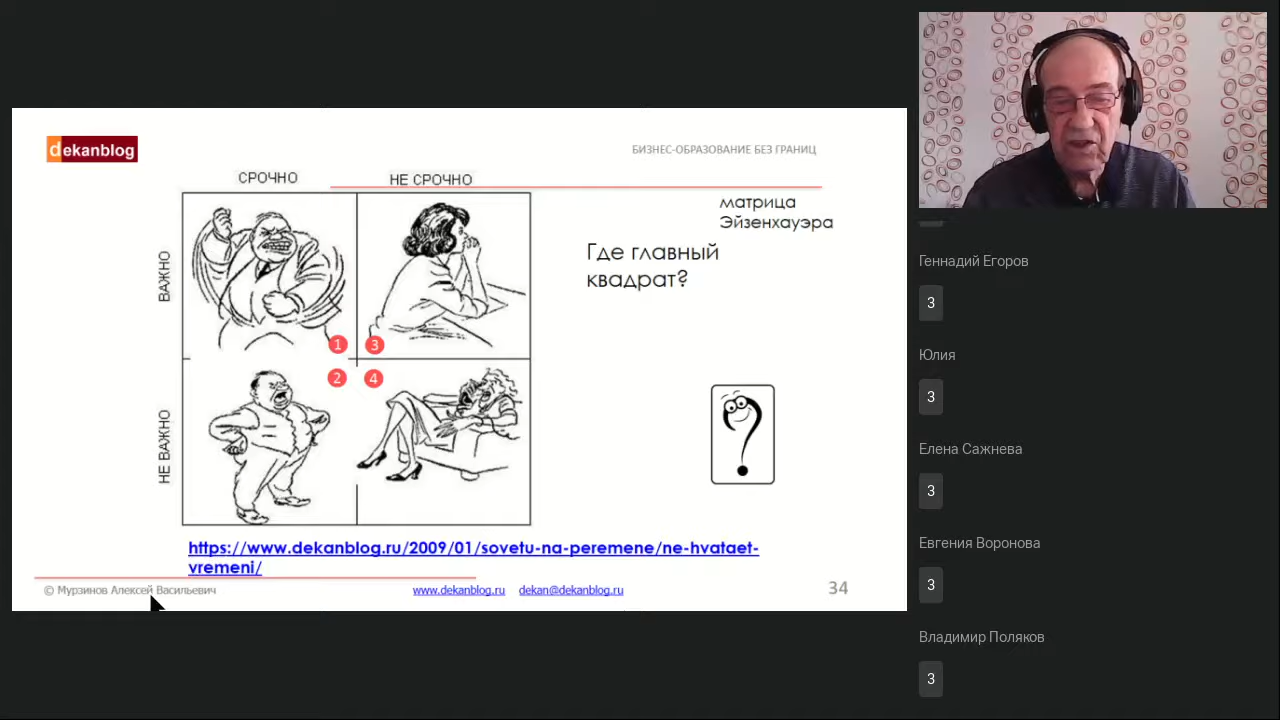 dekanblog
БИЗНЕС-ОБРАЗОВАНИЕ БЕЗ ГРАНИЦ
СРОЧНО
НЕ СРОЧНО
матрица
Эйзенхауэра
Где главный
квадрат?
ВАЖНО
1
3
2
4
НЕ ВАЖНО
https://www.dekanblog.ru/2009/01/sovetu-na-peremene/ne-hvataet-
vremeni/
© Мурзинов Алексей Васильевич
www.dekanblog.ru
dekan@dekanblog.ru
34
Геннадий Егоров
3
Юлия
3
Елена Сажнева
3
Евгения Воронова
3
Владимир Поляков
3